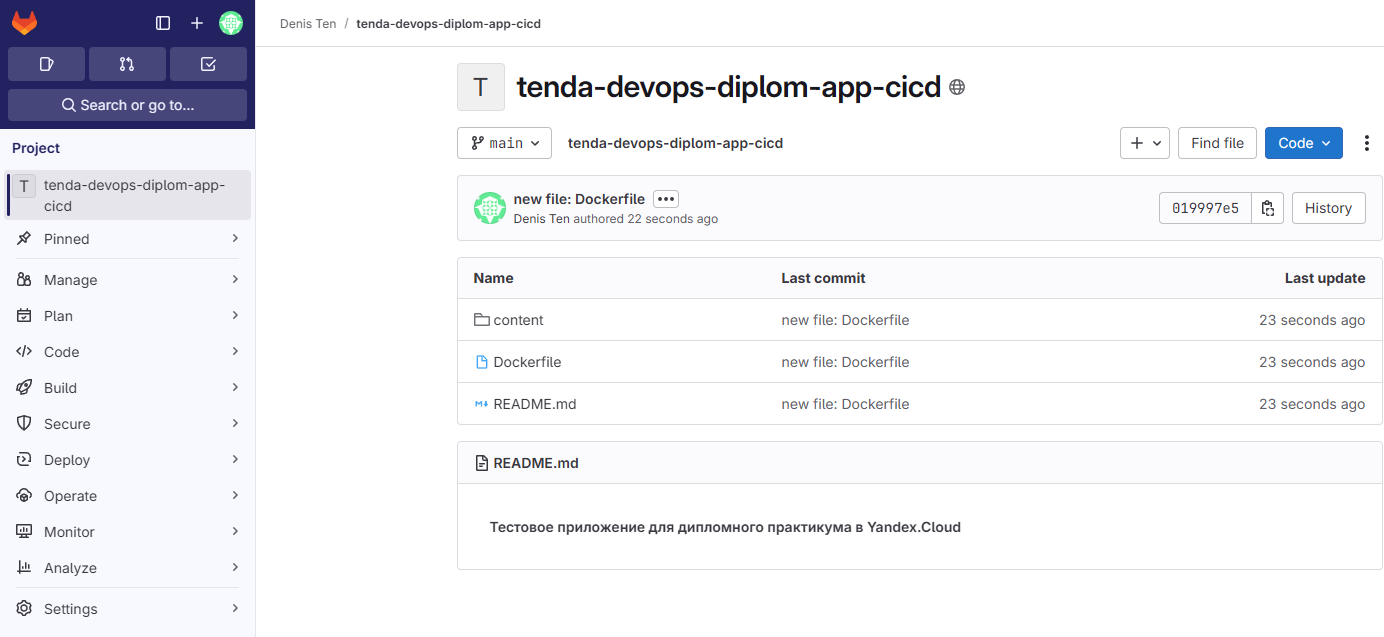 Search or go to...
Project
T
tenda-devops-diplom-app-
cicd
Pinned
Manage
Plan
Code
Build
Secure
Deploy
Operate
Monitor
Analyze
Settings
Denis Ten / tenda-devops-diplom-app-cicd
T tenda-devops-diplom-app-cicd
main tenda-devops-diplom-app-cicd Find file Code
new file: Dockerfile
Denis Ten authored 22 seconds ago
019997e5 History
Name Last commit Last update
content new file: Dockerfile 23 seconds ago
Dockerfile new file: Dockerfile 23 seconds ago
README.md new file: Dockerfile 23 seconds ago
README.md
Тестовое приложение для дипломного практикума в Yandex.Cloud